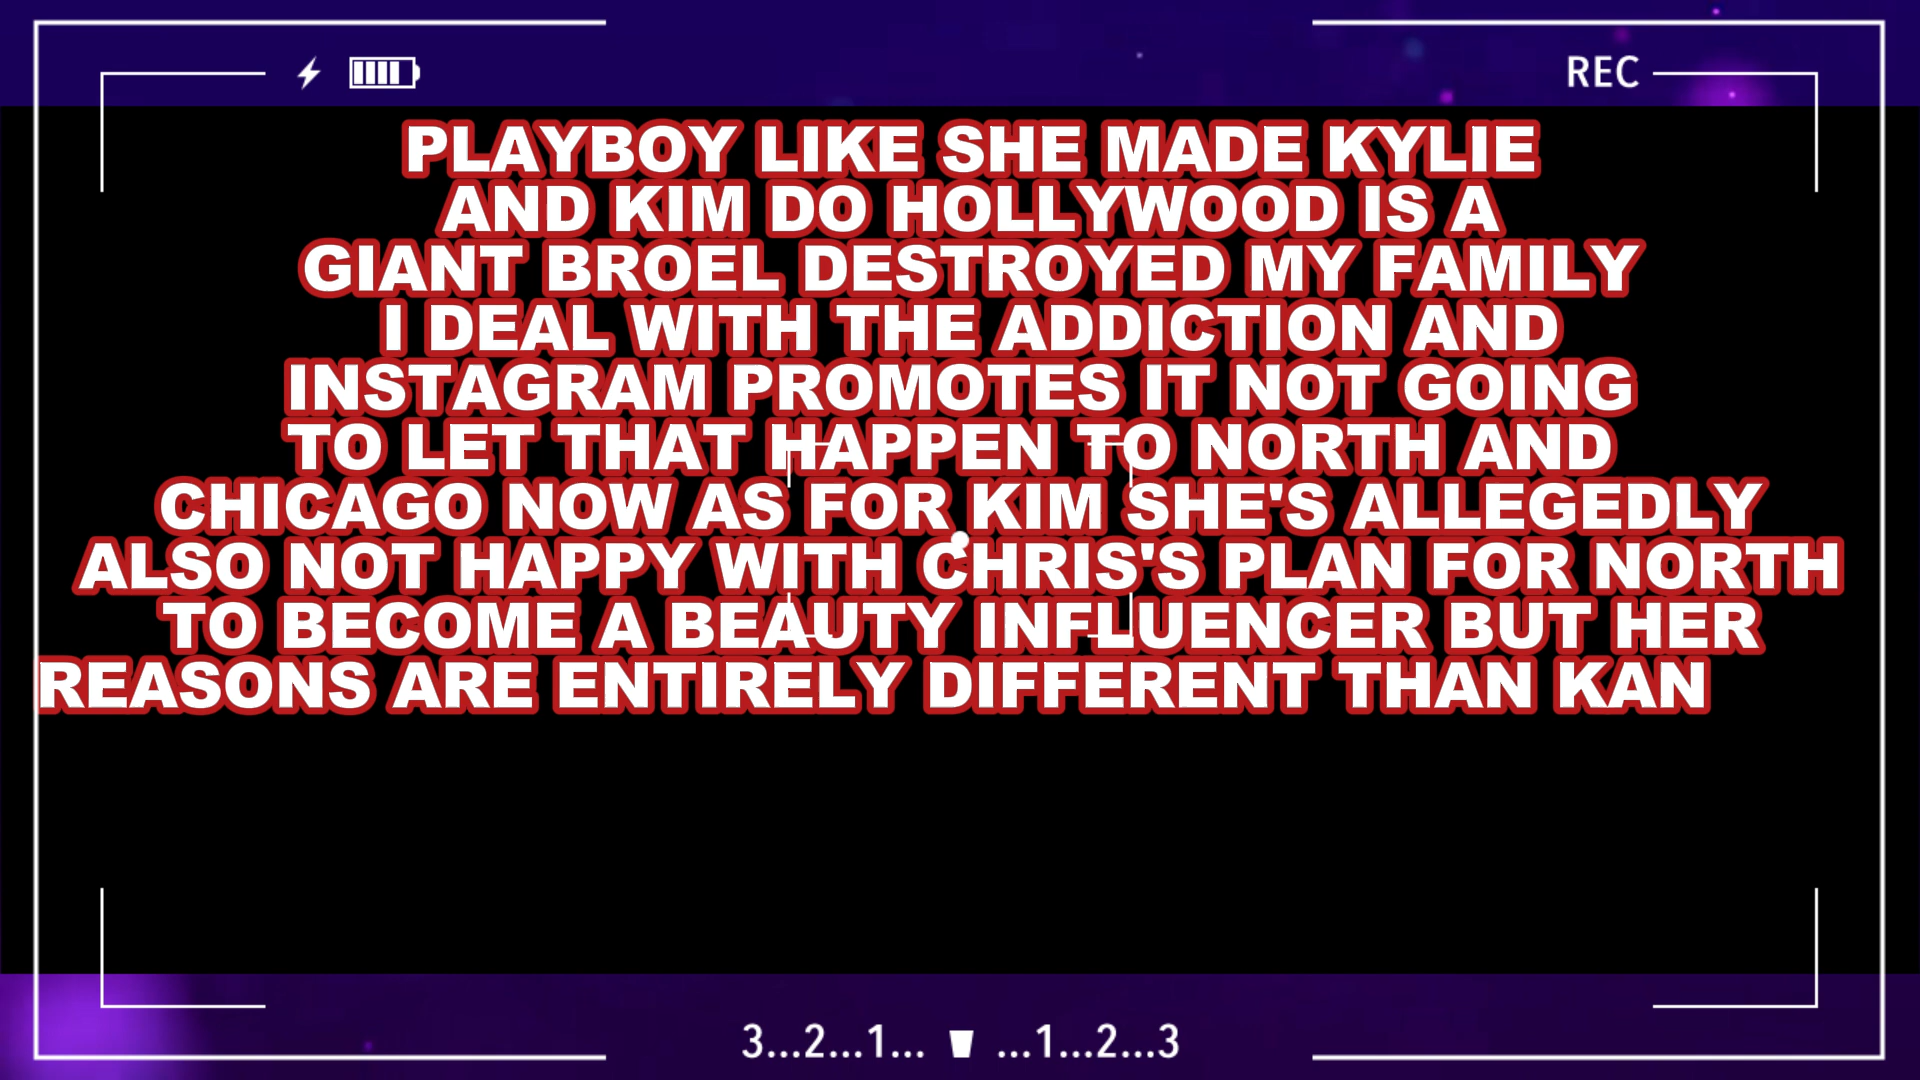 REC
PLAYBOY LIKE SHE MADE KYLIE
AND KIM DO HOLLYWOOD IS A
GIANT BROEL DESTROYED MY FAMILY
I DEAL WITH THE ADDICTION AND
INSTAGRAM PROMOTES IT NOT GOING
TO LET THAT HAPPEN TO NORTH AND
CHICAGO NOW AS FOR KIM SHE'S ALLEGEDLY
ALSO NOT HAPPY WITH CHRIS'S PLAN FOR NORTH
TO BECOME A BEAUTY INFLUENCER BUT HER
REASONS ARE ENTIRELY DIFFERENT THAN KAN
3...2...1... ...1...2...3